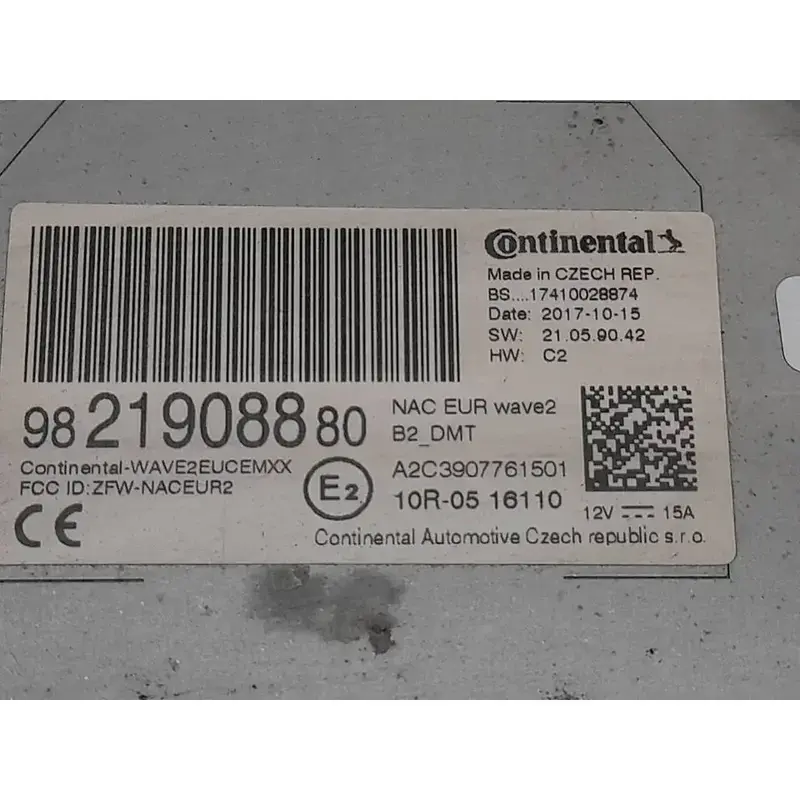 Continental
Made in CZECH REP.
BS....17410028874
Date: 2017-10-15
SW: 21.05.90.42
HW: C2
98 219088 80
NAC EUR wave2
B2_DMT
Continental-WAVE2EUCEMXX
FCC ID:ZFW-NACEUR2
CE
E2
A2C3907761501
10R-05 16110
12V 15A
Continental Automotive Czech republic s.r.o.